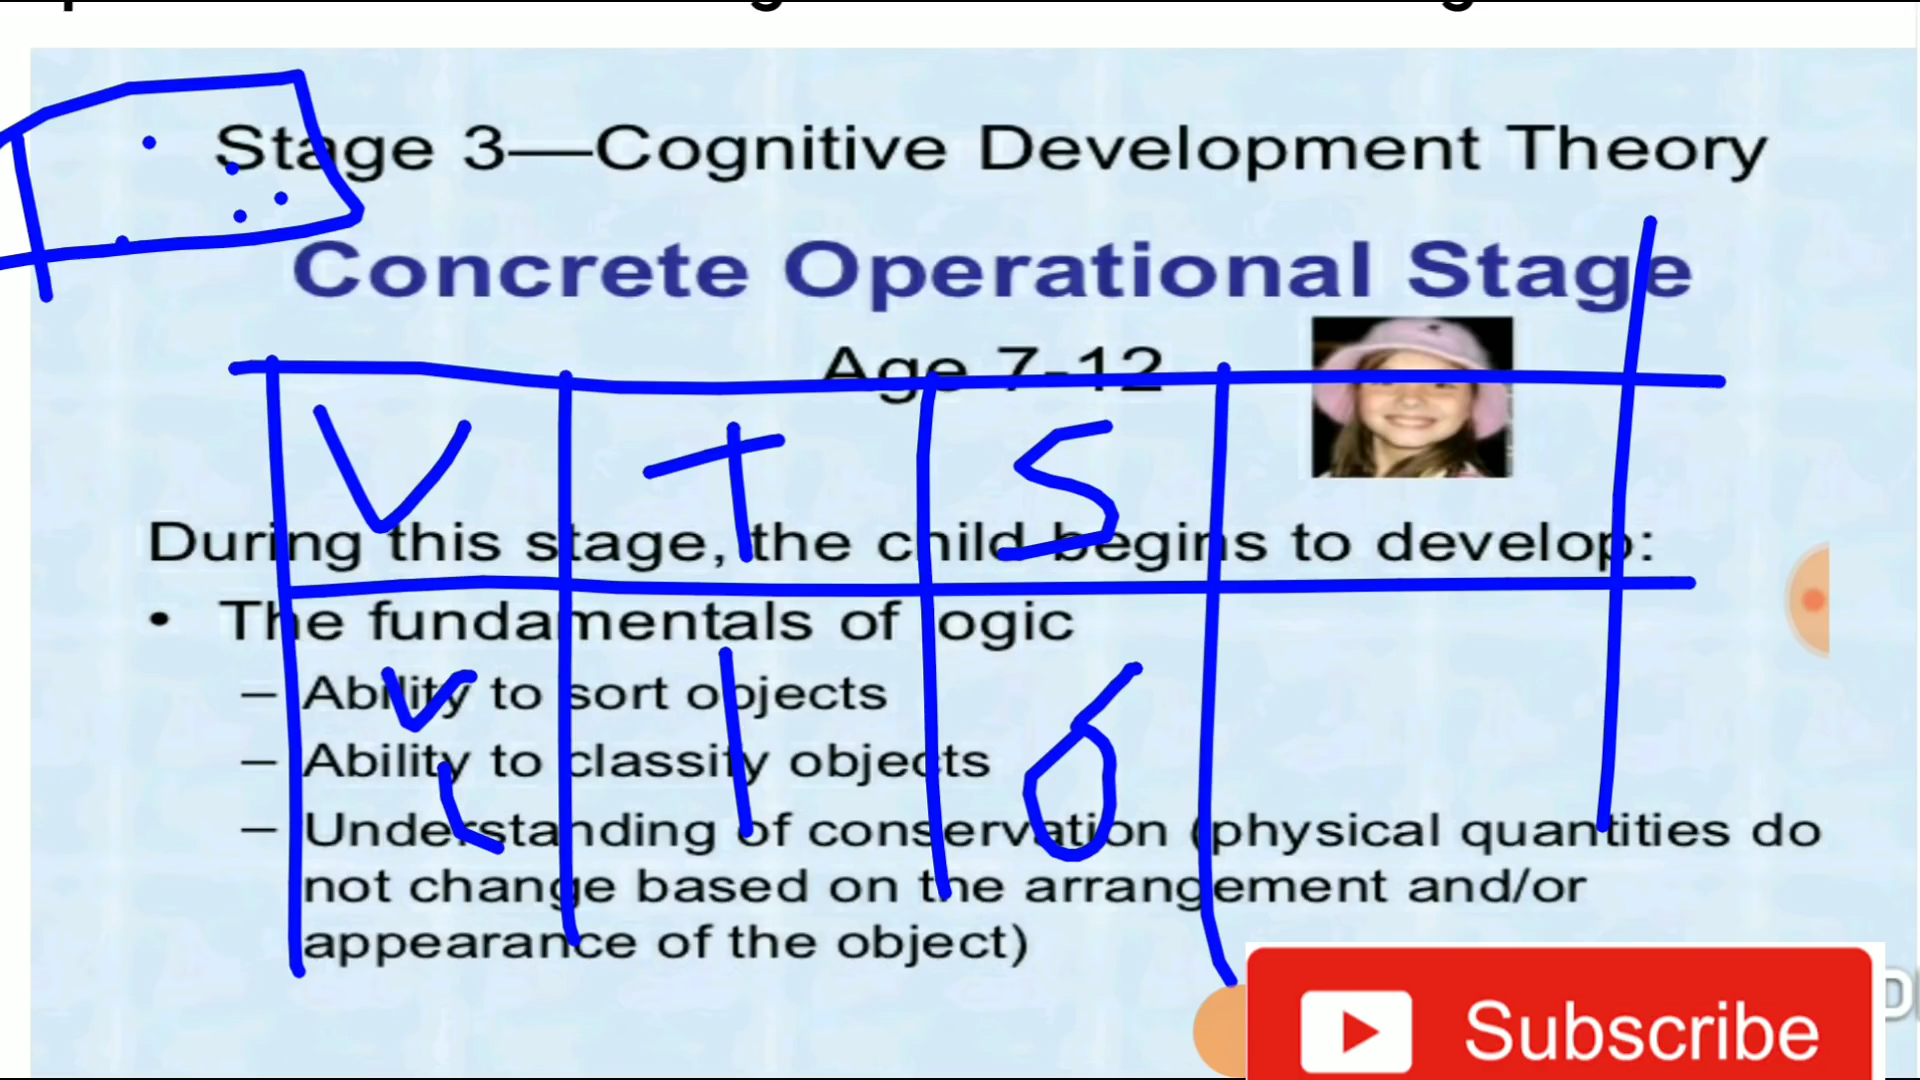 Stage 3—Cognitive Development Theory
Concrete Operational Stage
Age 7-12
V T S
During this stage, the child begins to develop:
• The fundamentals of logic
– Ability to sort objects
– Ability to classify objects
– Understanding of conservation (physical quantities do
not change based on the arrangement and/or
appearance of the object)
Subscribe